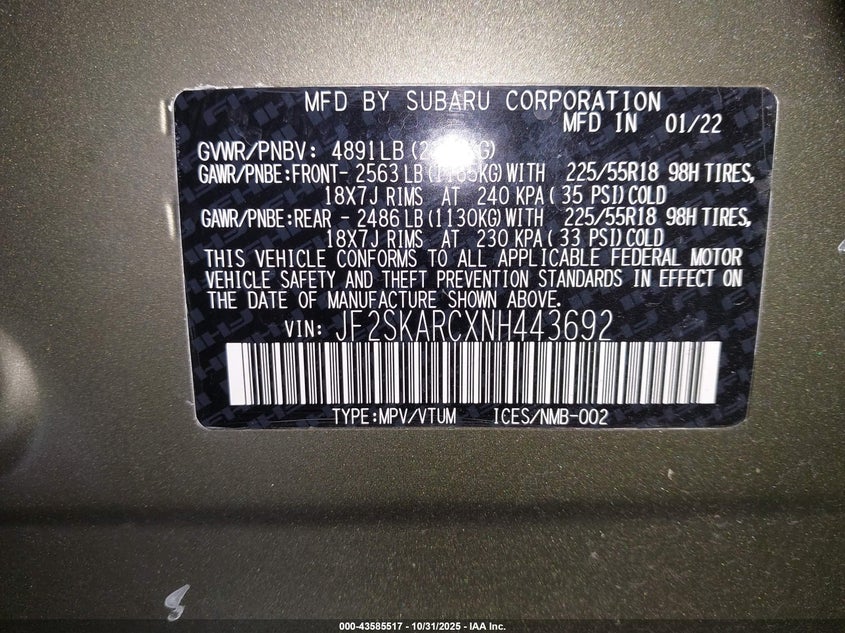 MFD BY SUBARU CORPORATION
MFD IN 01/22
GVWR/PNBV: 4891LB
GAWR/PNBE:FRONT- 2563 LB WITH 225/55R18 98H TIRES,
18X7J RIMS AT 240 KPA ( 35 PSI) COLD
GAWR/PNBE:REAR - 2486 LB (1130KG) WITH 225/55R18 98H TIRES,
18X7J RIMS AT 230 KPA ( 33 PSI) COLD
THIS VEHICLE CONFORMS TO ALL APPLICABLE FEDERAL MOTOR
VEHICLE SAFETY AND THEFT PREVENTION STANDARDS IN EFFECT ON
THE DATE OF MANUFACTURE SHOWN ABOVE.
VIN: JF2SKARCXNH443692
TYPE:MPV/VTUM ICES/NMB-002
000-43585517 - 10/31/2025 - IAA Inc.